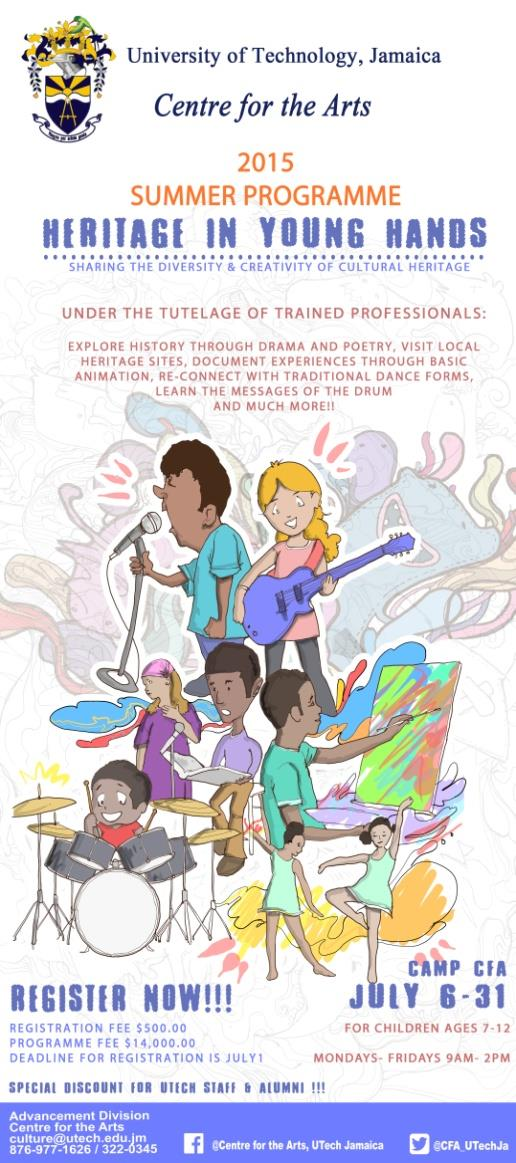 University of Technology, Jamaica
Centre for the Arts
2015
SUMMER PROGRAMME
HERITAGE IN YOUNG HANDS
SHARING THE DIVERSITY & CREATIVITY OF CULTURAL HERITAGE
UNDER THE TUTELAGE OF TRAINED PROFESSIONALS:
EXPLORE HISTORY THROUGH DRAMA AND POETRY, VISIT LOCAL
HERITAGE SITES, DOCUMENT EXPERIENCES THROUGH BASIC
ANIMATION, RE-CONNECT WITH TRADITIONAL DANCE FORMS,
LEARN THE MESSAGES OF THE DRUM
AND MUCH MORE!!
CAMP CFA
JULY 6-31
FOR CHILDREN AGES 7-12
MONDAYS- FRIDAYS 9AM- 2PM
REGISTER NOW!!!
REGISTRATION FEE $500.00
PROGRAMME FEE $14,000.00
DEADLINE FOR REGISTRATION IS JULY1
SPECIAL DISCOUNT FOR UTECH STAFF & ALUMNI !!!
Advancement Division
Centre for the Arts
culture@utech.edu.jm
876-977-1626 / 322-0345
@Centre for the Arts, UTech Jamaica
@CFA_UTechJa